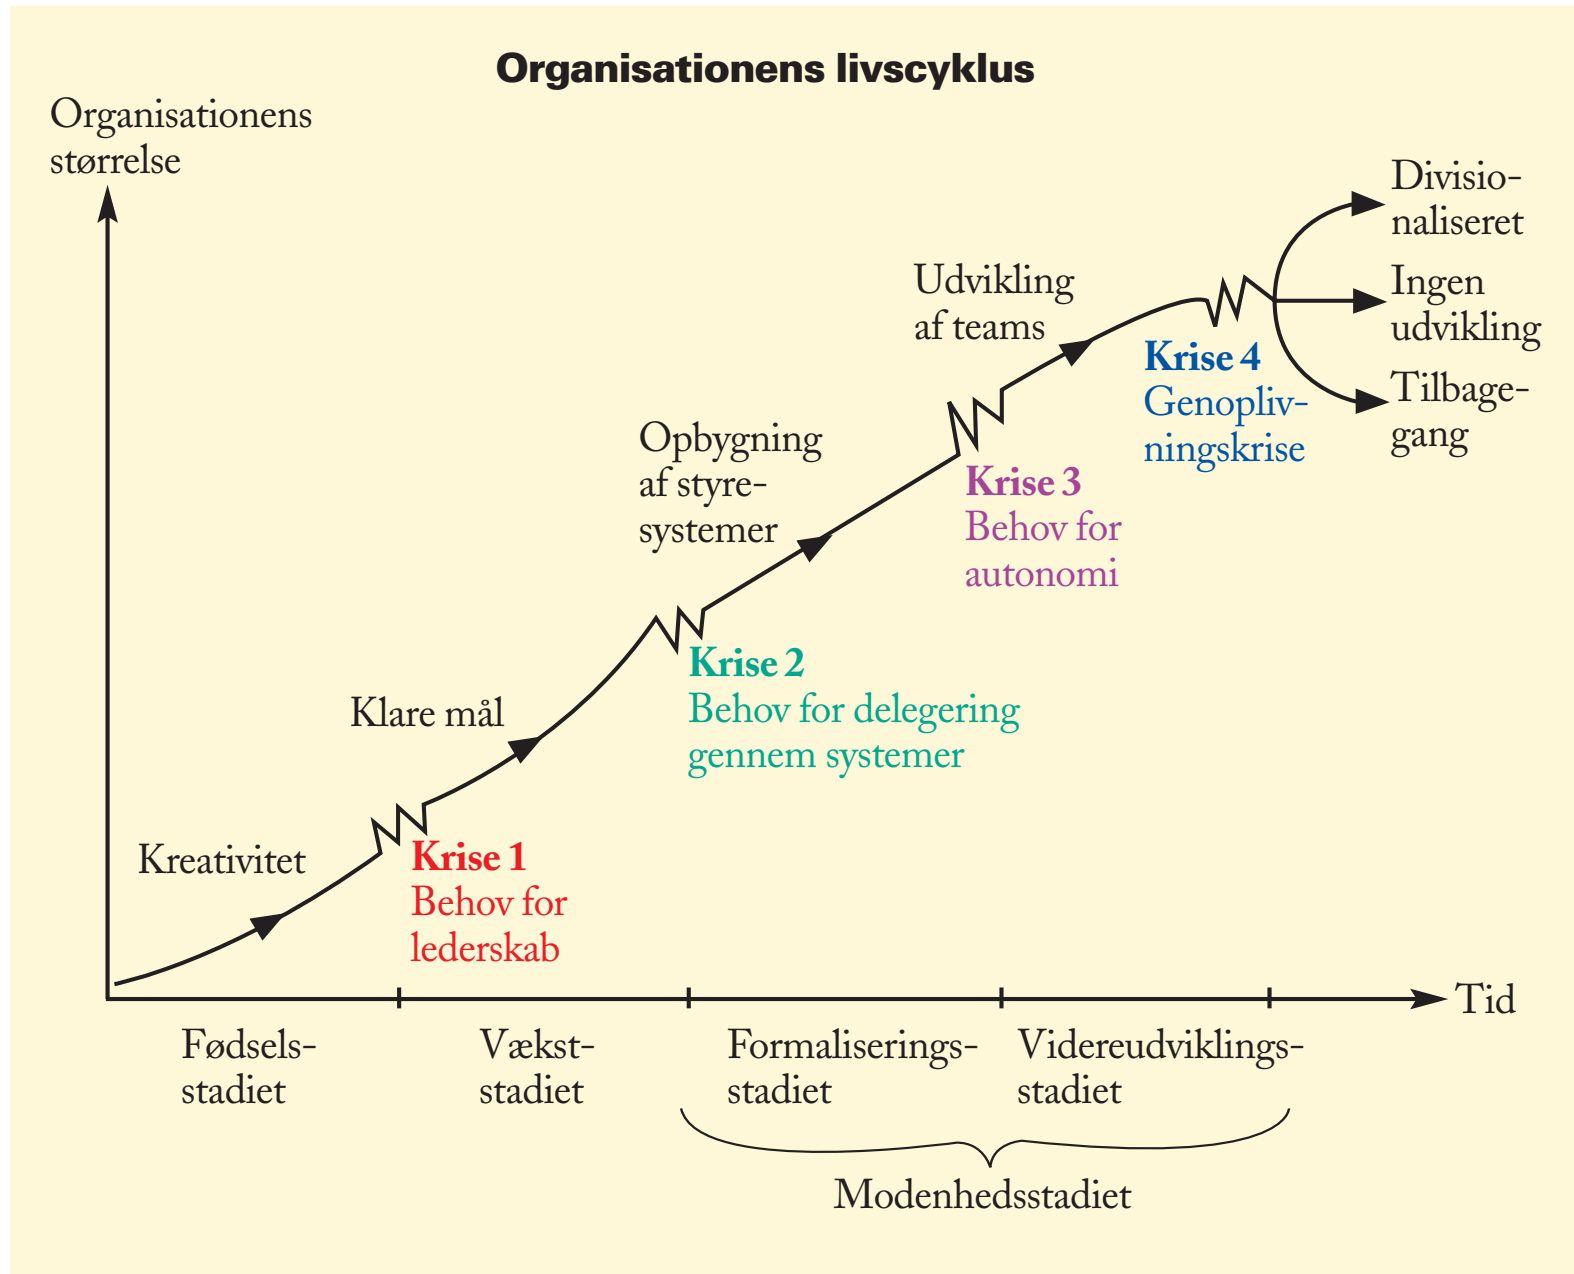 Organisationens livscyklus
Organisationens
størrelse
Divisio-
naliseret
Ingen
udvikling
Tilbage-
gang
Udvikling
af teams
Krise 4
Genopliv-
ningskrise
Opbygning
af styre-
systemer
Krise 3
Behov for
autonomi
Klare mål
Krise 2
Behov for delegering
gennem systemer
Kreativitet
Krise 1
Behov for
lederskab
Tid
Fødsels-
stadiet
Vækst-
stadiet
Formaliserings-
stadiet
Videreudviklings-
stadiet
Modenhedsstadiet